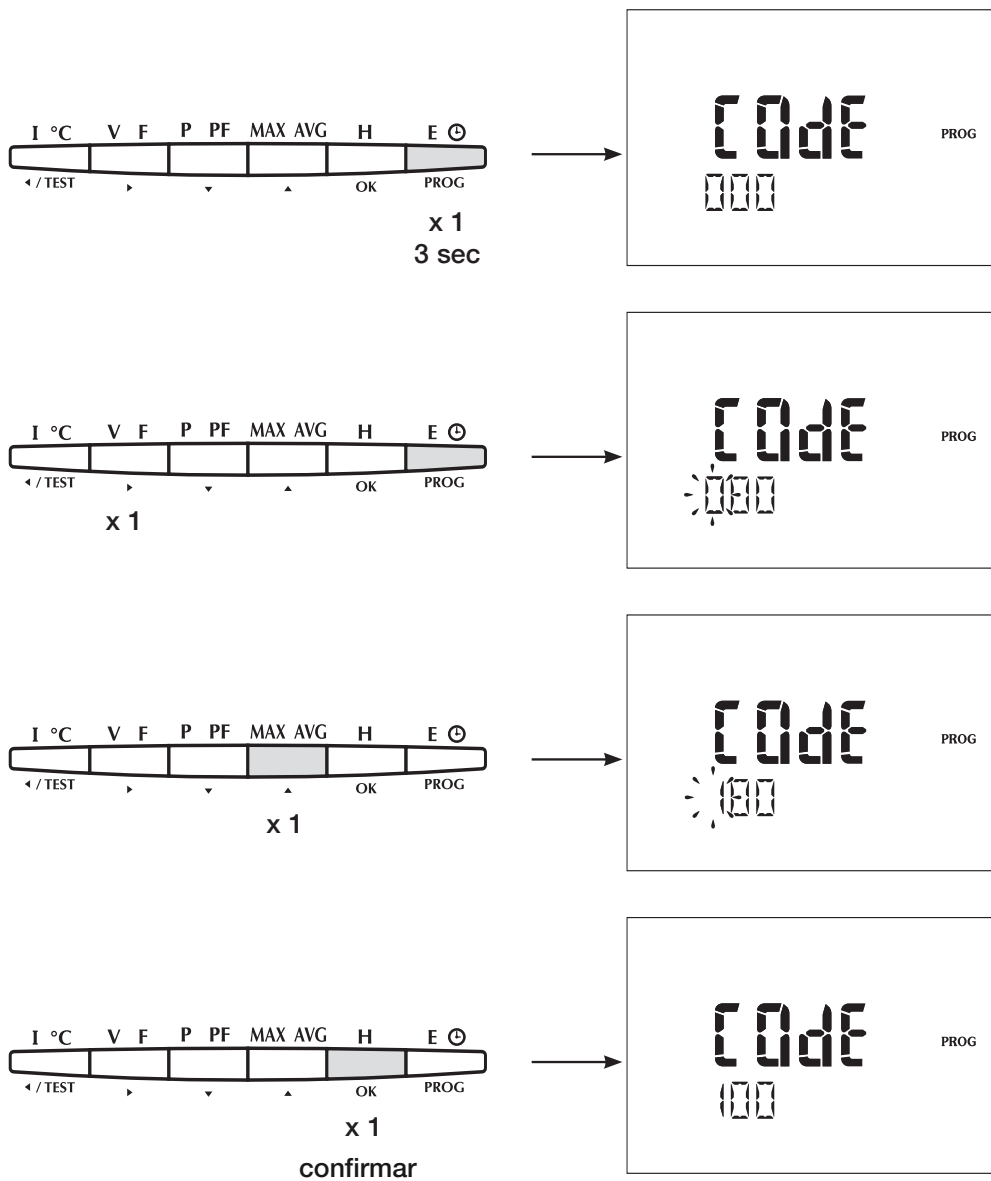 I °C V F P PF MAX AVG H E
/ TEST OK PROG
x 1
3 sec
COdE PROG
000
I °C V F P PF MAX AVG H E
/ TEST OK PROG
x 1
COdE PROG
000
I °C V F P PF MAX AVG H E
/ TEST OK PROG
x 1
COdE PROG
100
I °C V F P PF MAX AVG H E
/ TEST OK PROG
x 1
confirmar
COdE PROG
100